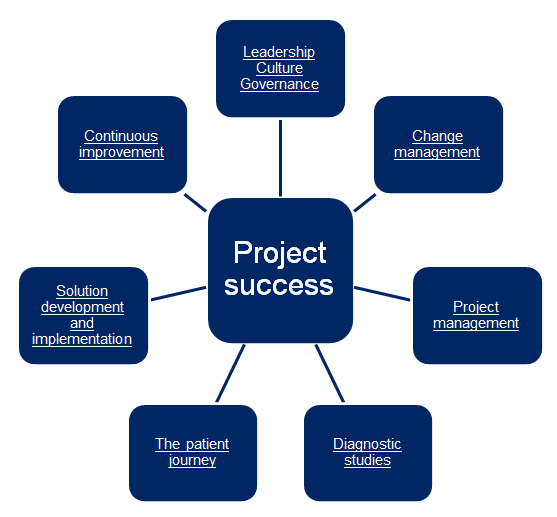 Leadership
Culture
Governance
Change
management
Project
management
Diagnostic
studies
The patient
journey
Solution
development
and
implementation
Continuous
improvement
Project
success